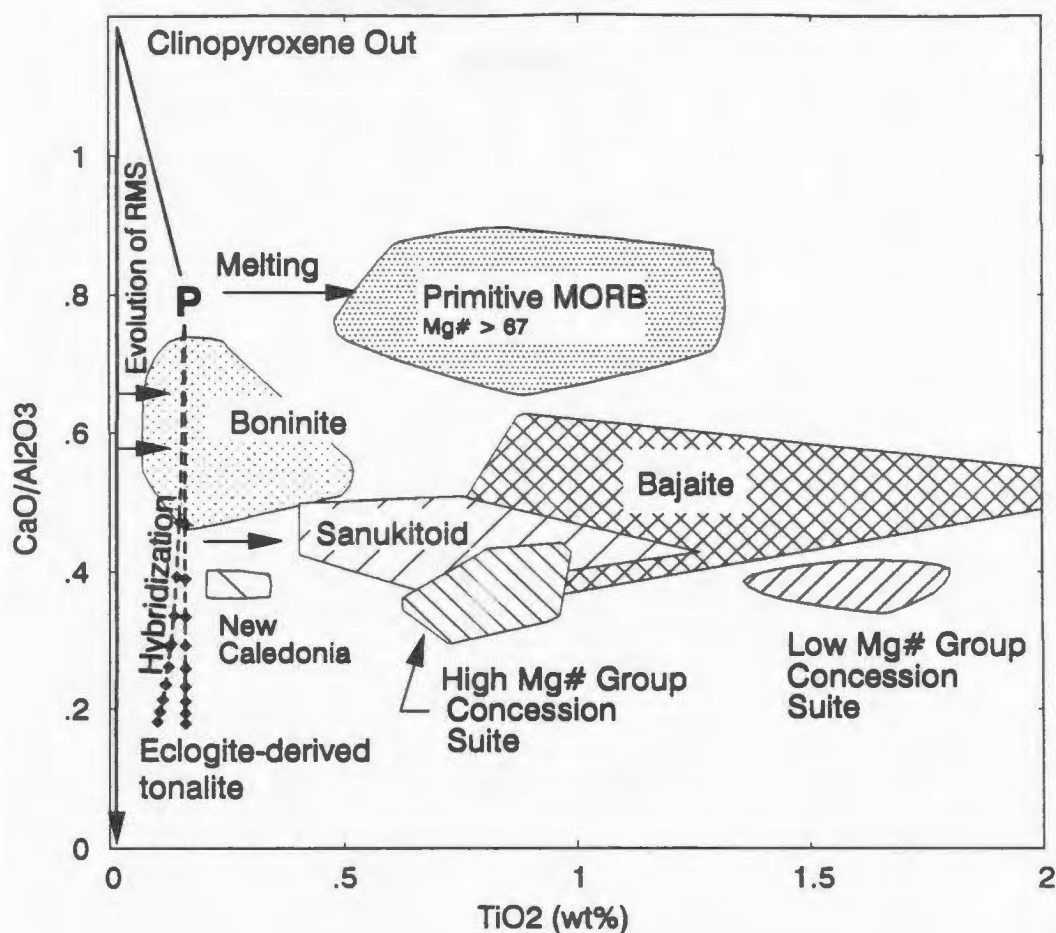 Clinopyroxene Out
1
.8
.6
.4
.2
0
CaO/Al2O3
Evolution of RMS
P
Melting
Primitive MORB
Mg# > 67
Boninite
Bajaite
Sanukitoid
Hybridization
New
Caledonia
High Mg# Group
Concession
Suite
Low Mg# Group
Concession
Suite
Eclogite-derived
tonalite
0
.5
1
1.5
2
TiO2 (wt%)